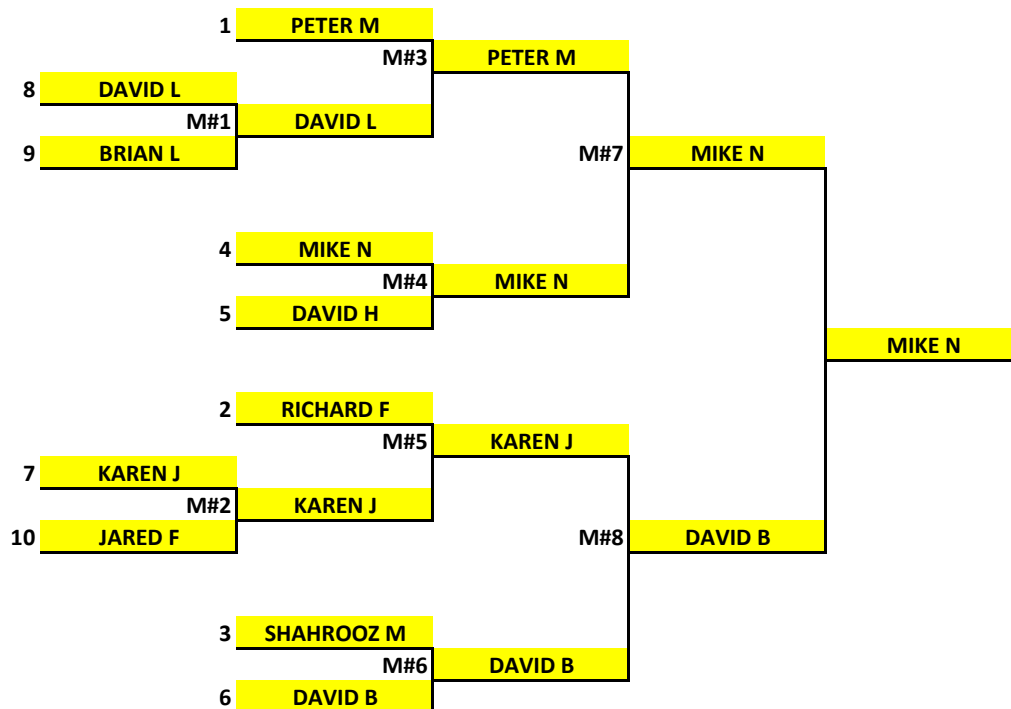 1 PETER M
M#3 PETER M
8 DAVID L
M#1 DAVID L
9 BRIAN L
M#7 MIKE N
4 MIKE N
M#4 MIKE N
5 DAVID H
MIKE N
2 RICHARD F
M#5 KAREN J
7 KAREN J
M#2 KAREN J
10 JARED F
M#8 DAVID B
3 SHAHROOZ M
M#6 DAVID B
6 DAVID B